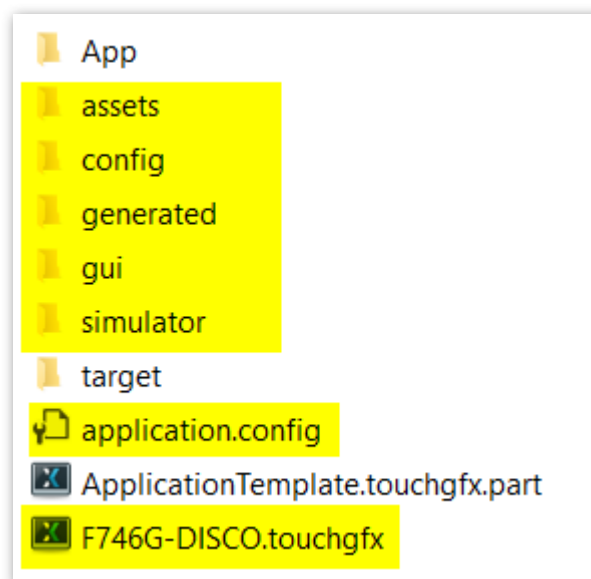 App
assets
config
generated
gui
simulator
target
application.config
ApplicationTemplate.touchgfx.part
F746G-DISCO.touchgfx